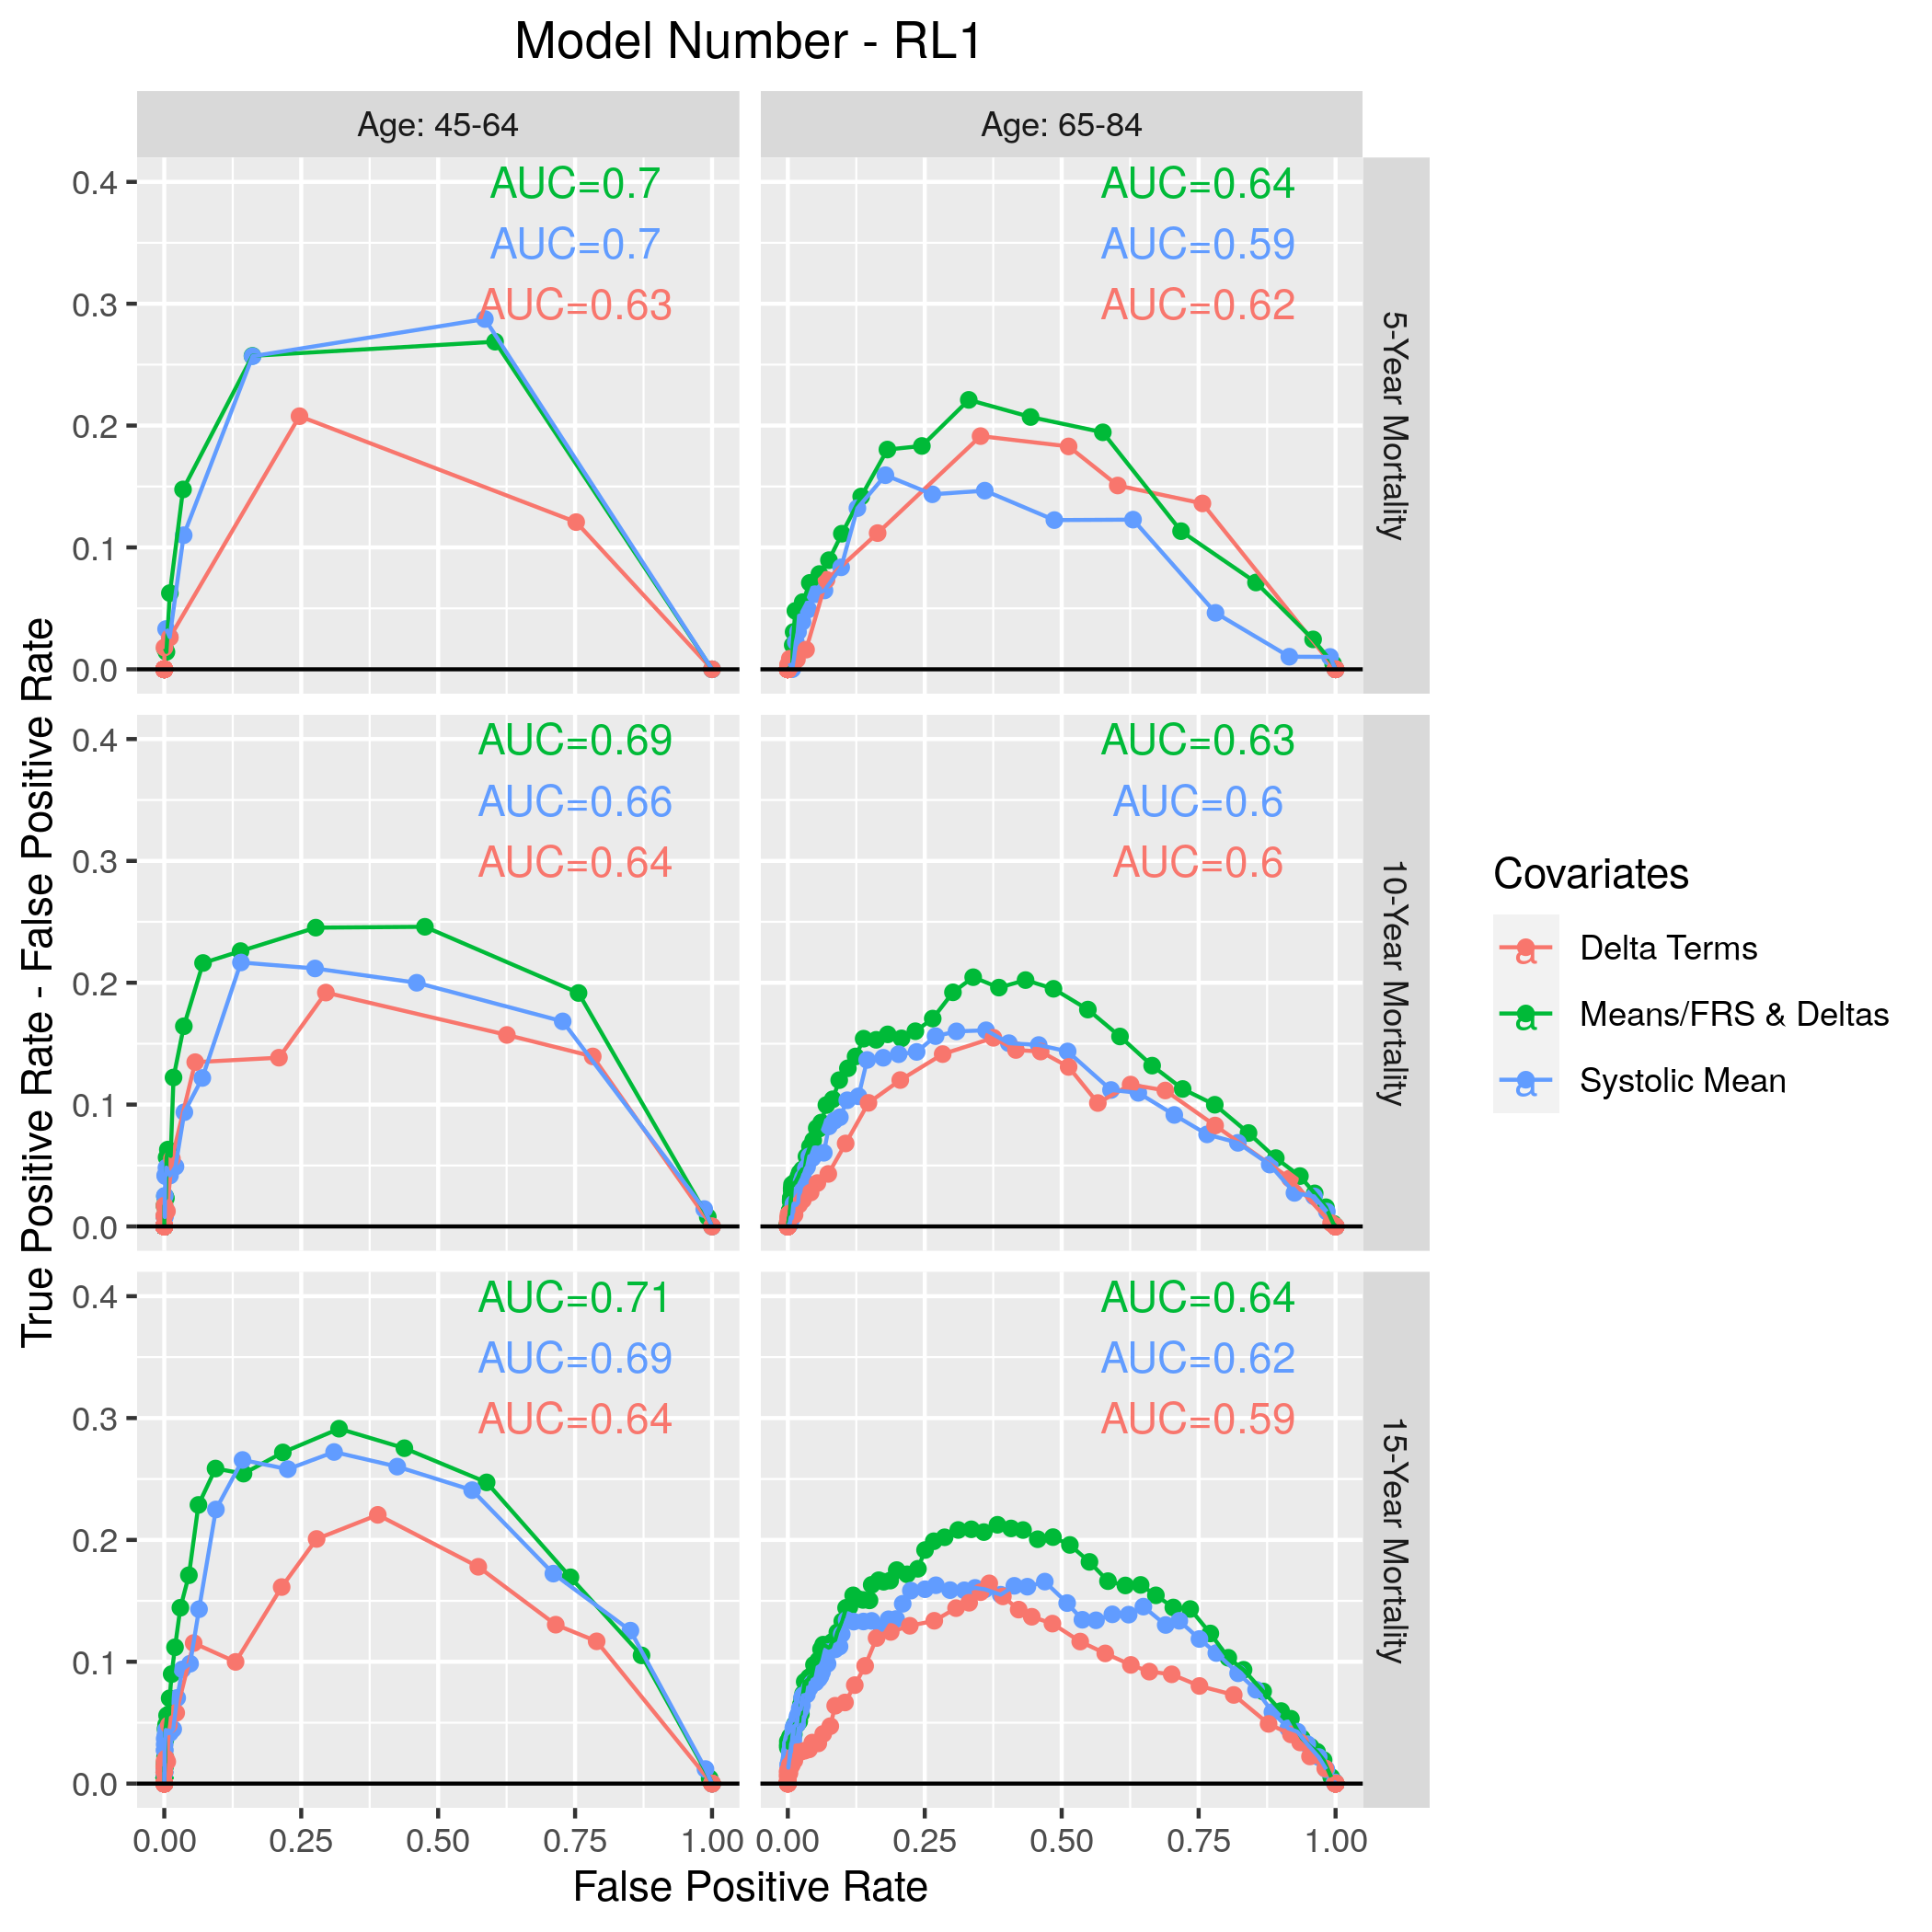 Model Number - RL1
Age: 45-64
Age: 65-84
True Positive Rate - False Positive Rate
0.4
0.3
0.2
0.1
0.0
AUC=0.7
AUC=0.7
AUC=0.63
AUC=0.64
AUC=0.59
AUC=0.62
5-Year Mortality
0.4
0.3
0.2
0.1
0.0
AUC=0.69
AUC=0.66
AUC=0.64
AUC=0.63
AUC=0.6
AUC=0.6
10-Year Mortality
0.4
0.3
0.2
0.1
0.0
AUC=0.71
AUC=0.69
AUC=0.64
AUC=0.64
AUC=0.62
AUC=0.59
15-Year Mortality
0.00 0.25 0.50 0.75 1.00
0.00 0.25 0.50 0.75 1.00
False Positive Rate
Covariates
a Delta Terms
a Means/FRS & Deltas
a Systolic Mean